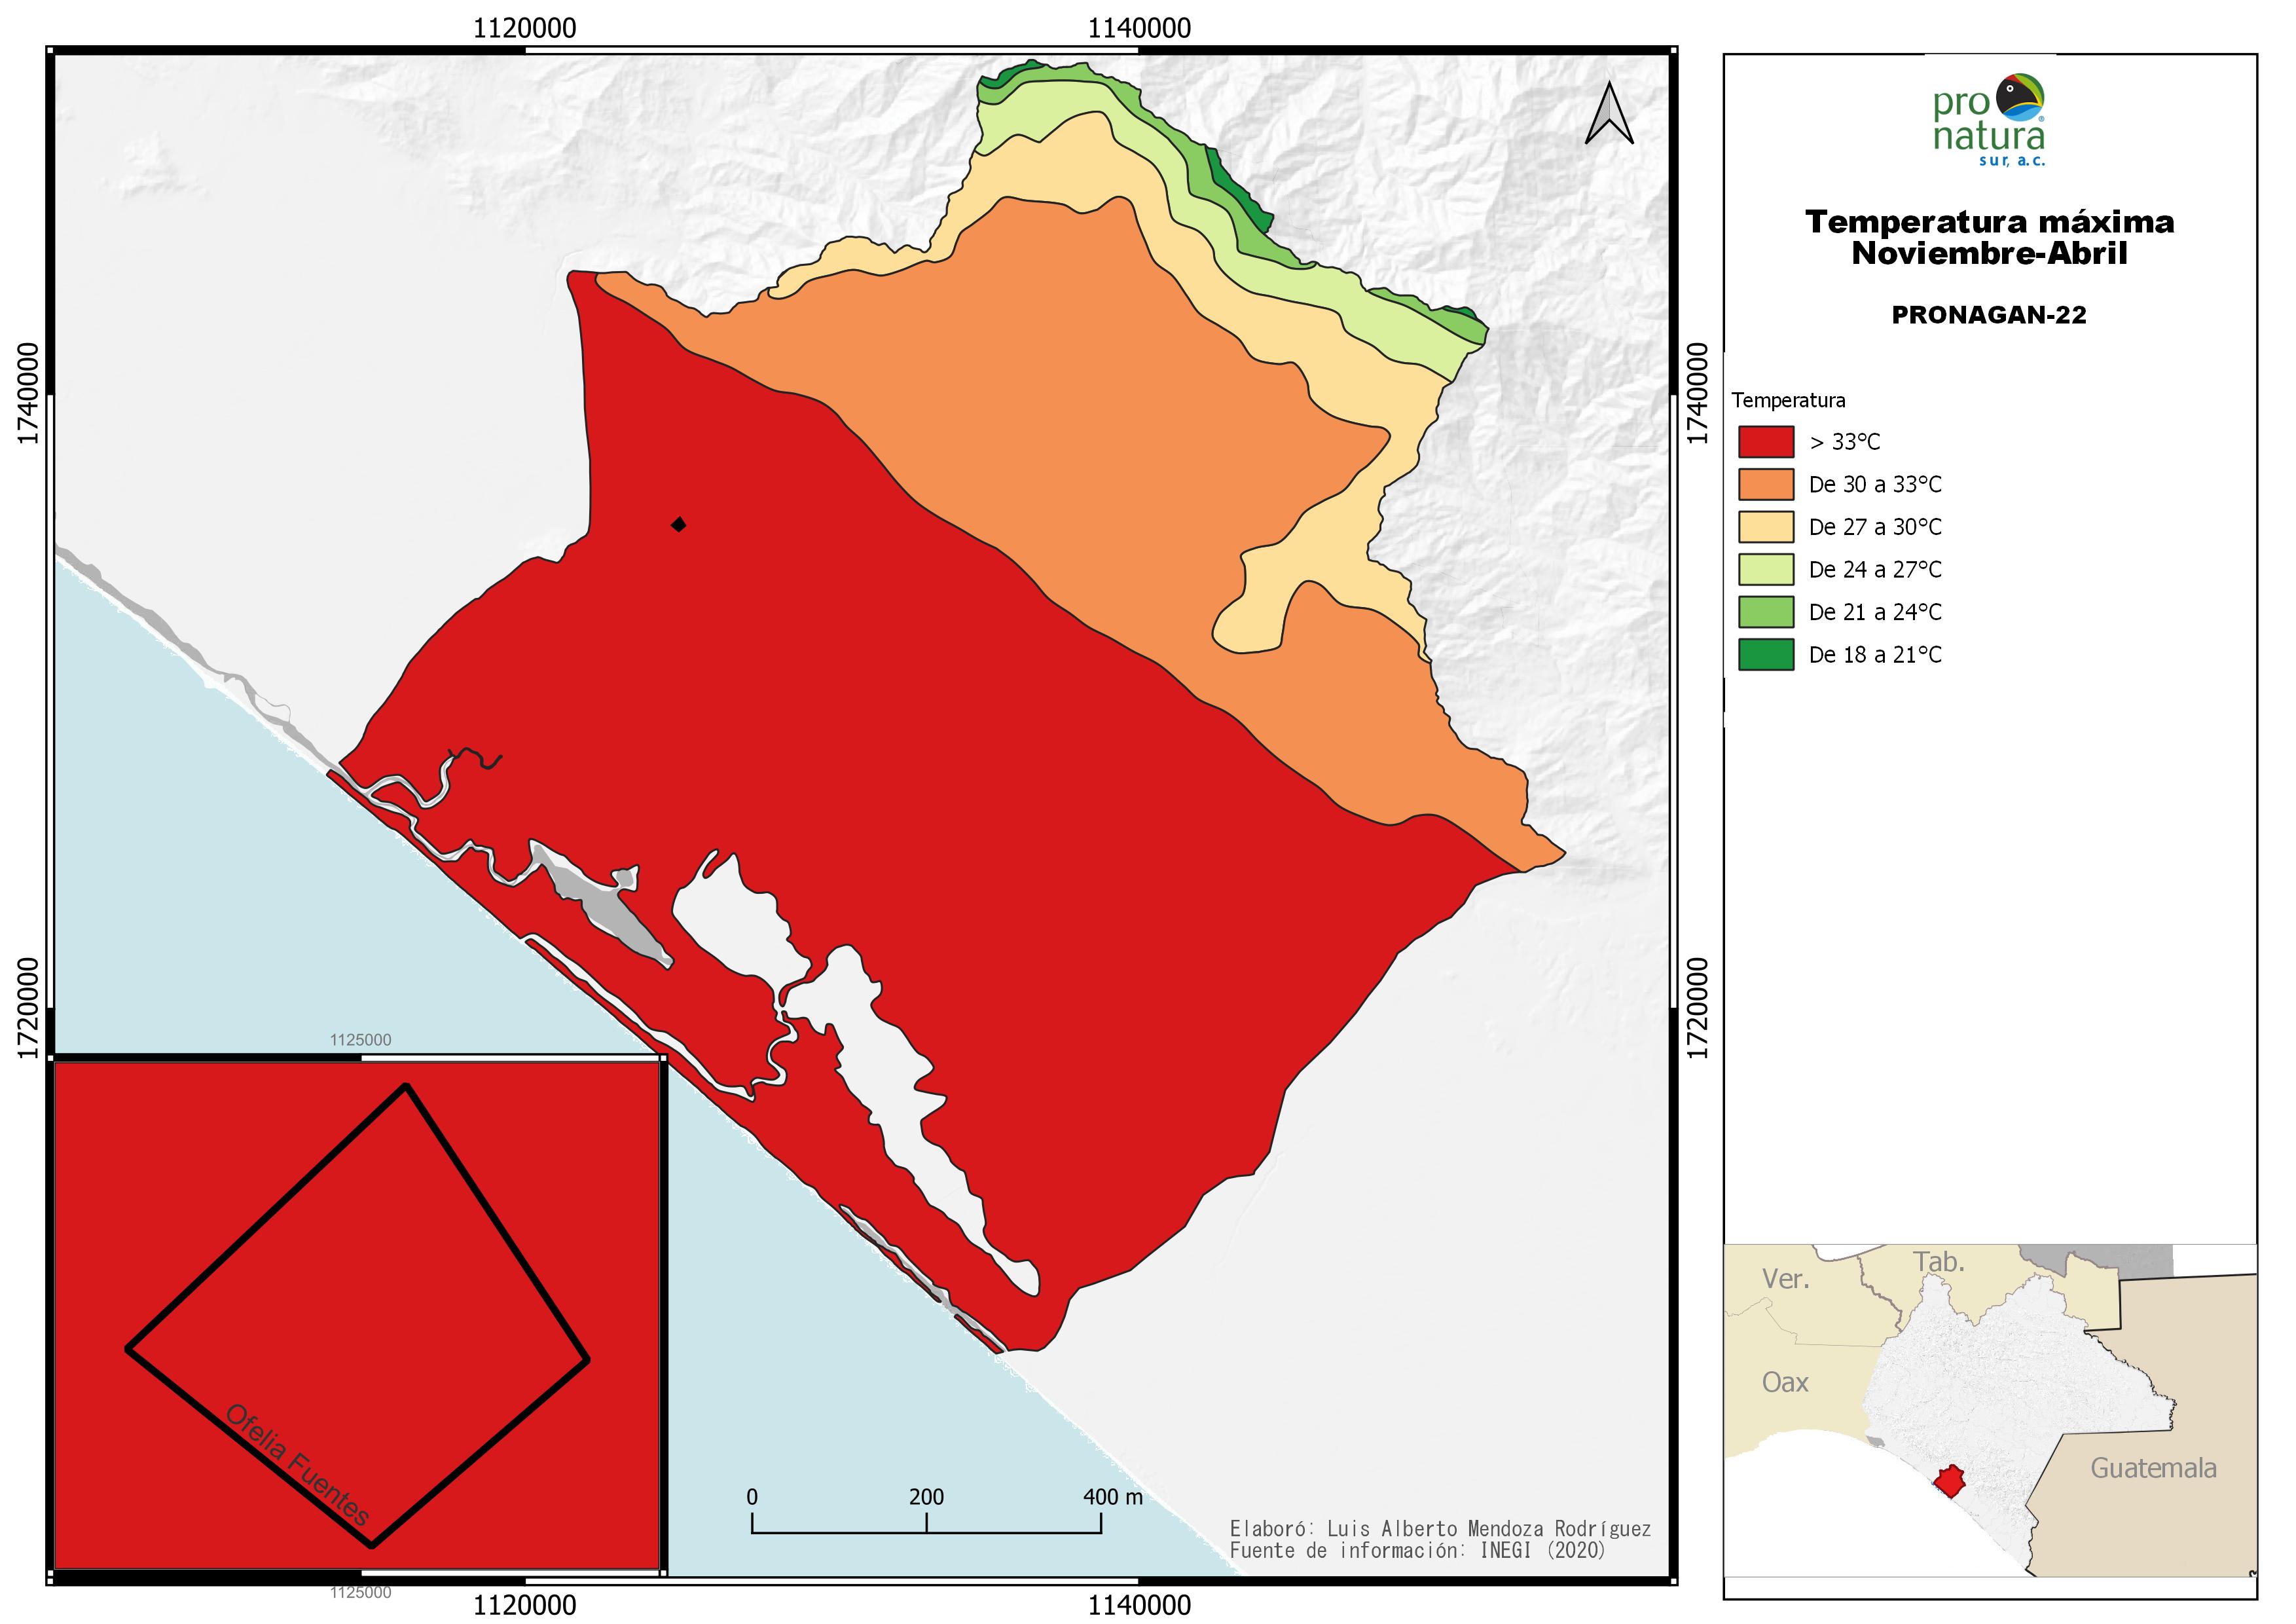 1120000
1140000
1740000
1740000
1720000
1720000
1125000
Ofelia Fuentes
0
200
400 m
Elaboró: Luis Alberto Mendoza Rodríguez
Fuente de información: INEGI (2020)
1125000
1120000
1140000
pro
natura
sur, a.c.
Temperatura máxima
Noviembre-Abril
PRONAGAN-22
Temperatura
> 33°C
De 30 a 33°C
De 27 a 30°C
De 24 a 27°C
De 21 a 24°C
De 18 a 21°C
Ver.
Tab.
Oax
Guatemala